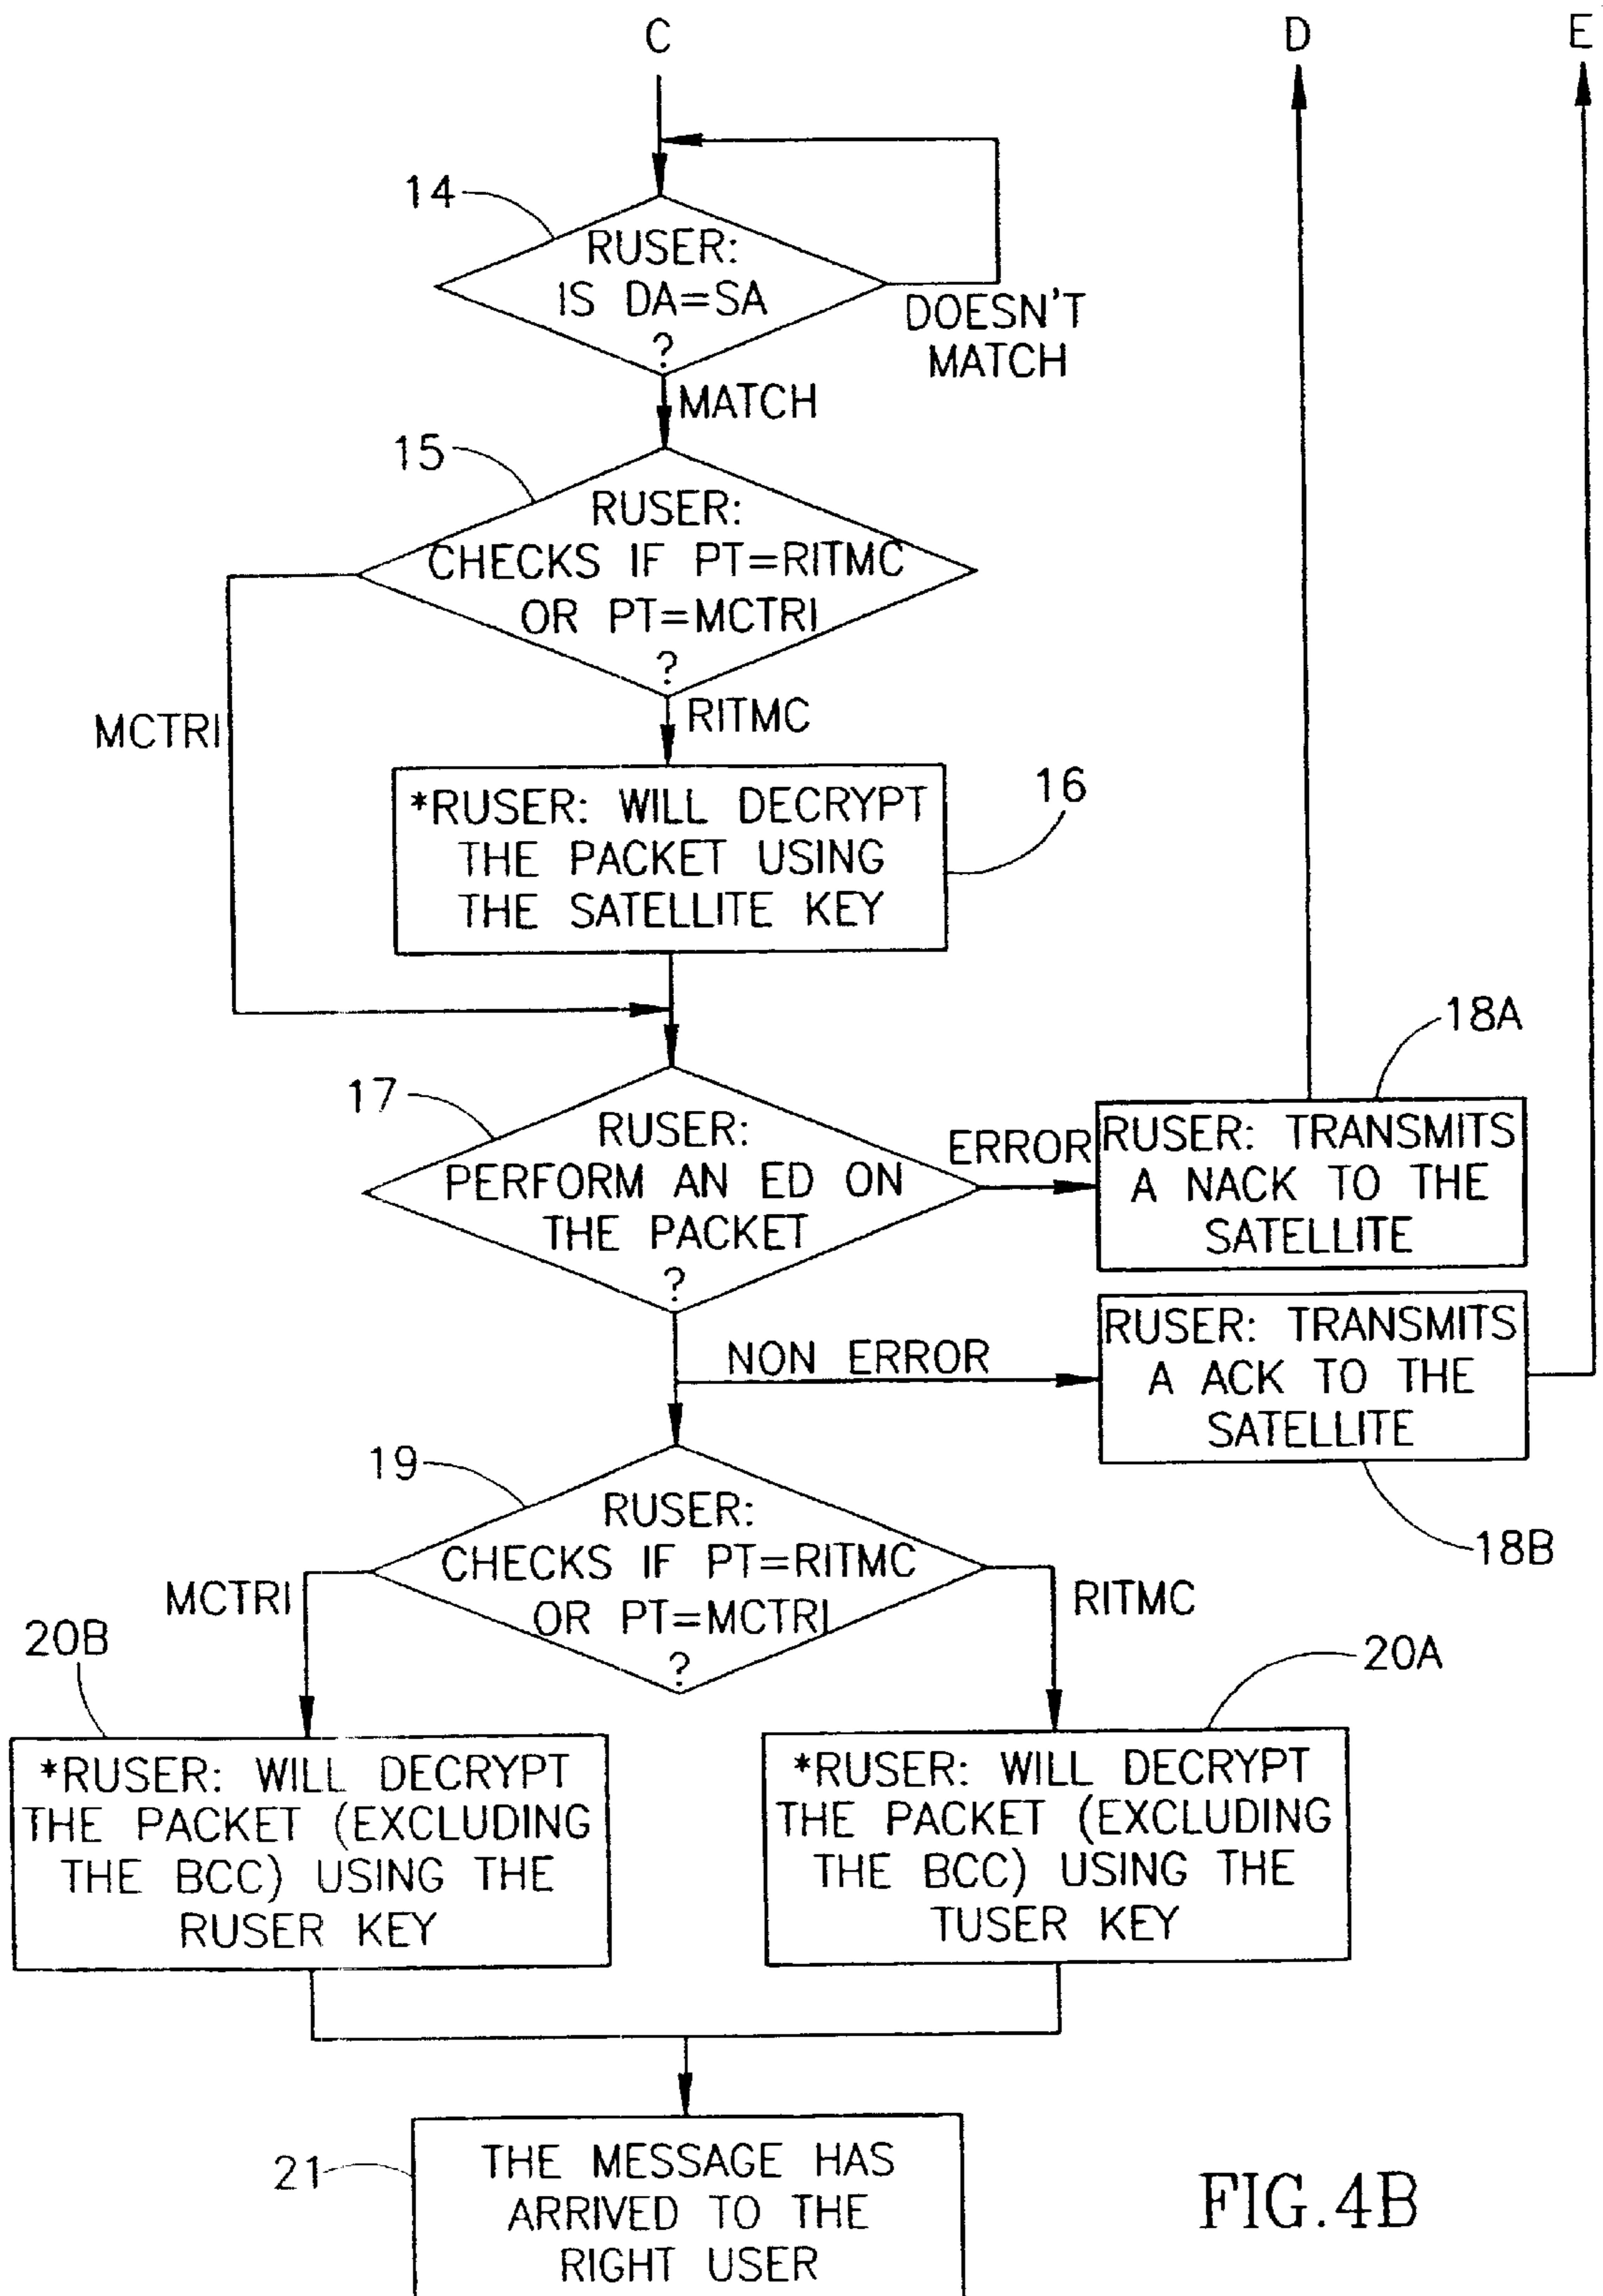 C
D
E
14
RUSER:
IS DA=SA
?
DOESN'T
MATCH
MATCH
15
RUSER:
CHECKS IF PT=RITMC
OR PT=MCTRI
?
MCTRI
RITMC
16
*RUSER: WILL DECRYPT
THE PACKET USING
THE SATELLITE KEY
17
RUSER:
PERFORM AN ED ON
THE PACKET
?
ERROR
18A
RUSER: TRANSMITS
A NACK TO THE
SATELLITE
NON ERROR
RUSER: TRANSMITS
A ACK TO THE
SATELLITE
18B
19
RUSER:
CHECKS IF PT=RITMC
OR PT=MCTRI
?
MCTRI
RITMC
20B
20A
*RUSER: WILL DECRYPT
THE PACKET (EXCLUDING
THE BCC) USING THE
RUSER KEY
*RUSER: WILL DECRYPT
THE PACKET (EXCLUDING
THE BCC) USING THE
TUSER KEY
21
THE MESSAGE HAS
ARRIVED TO THE
RIGHT USER
FIG.4B